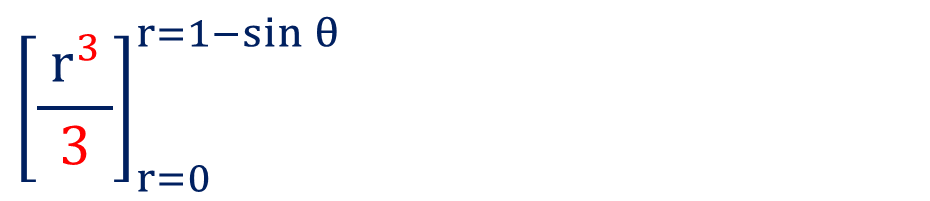 [r³/3]
r=1−sin θ
r=0